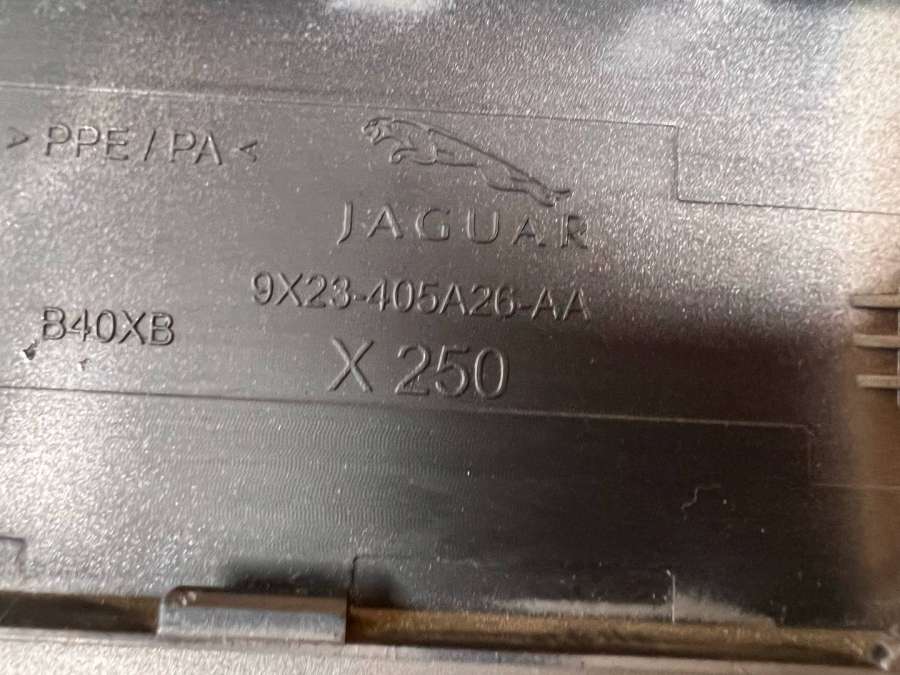 > PPE / PA <
JAGUAR
9X23-405A26-AA
B40XB
X 250